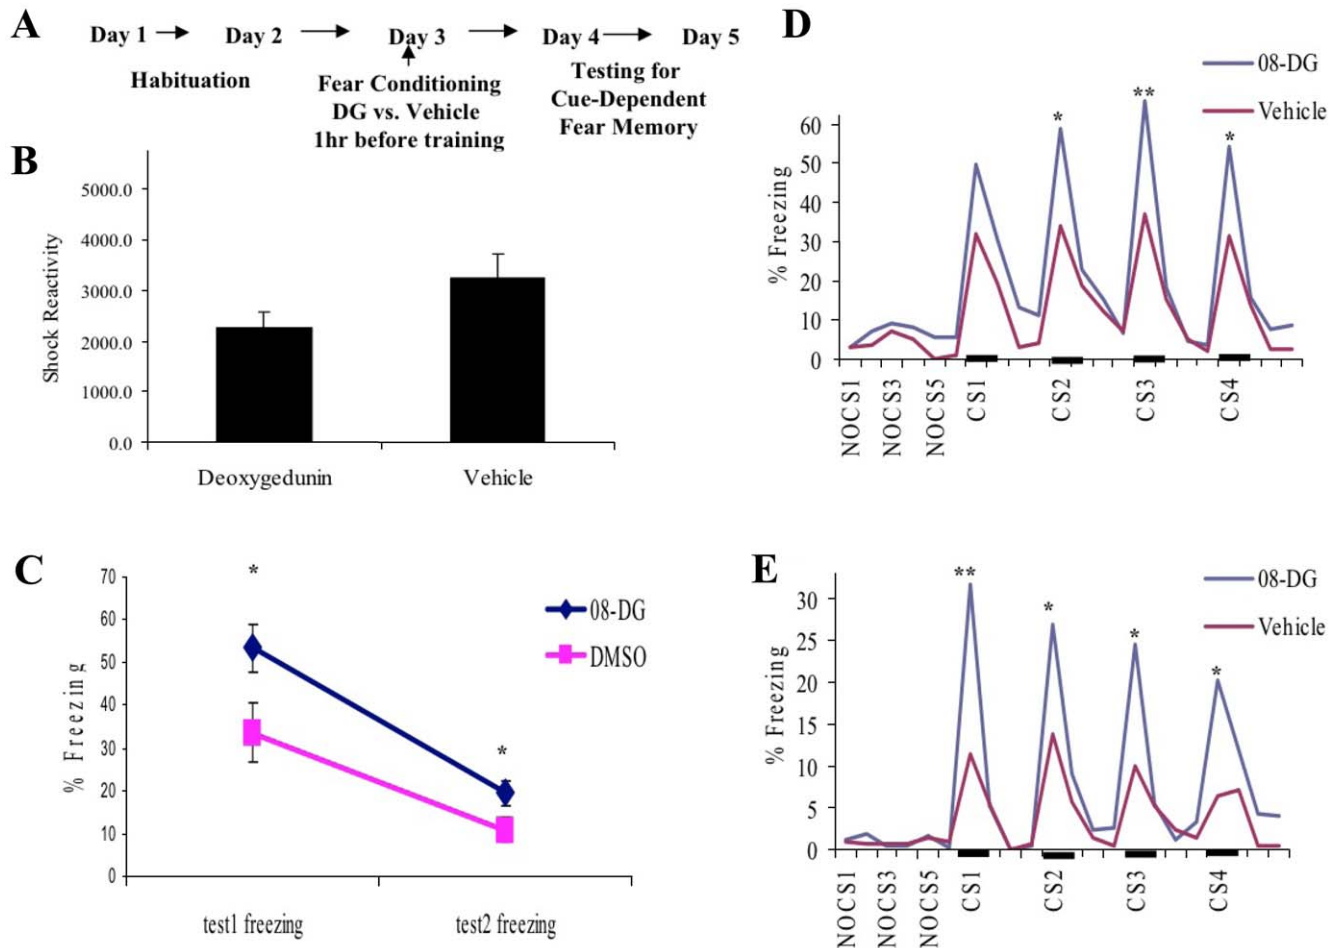 A
Day 1 → Day 2 → Day 3 → Day 4 → Day 5
Habituation
Fear Conditioning
DG vs. Vehicle
1hr before training
Testing for
Cue-Dependent
Fear Memory
B
Shock Reactivity
5000.0
4000.0
3000.0
2000.0
1000.0
0.0
Deoxygedunin
Vehicle
C
% Freezing
70
60
50
40
30
20
10
0
*
*
08-DG
DMSO
test1 freezing
test2 freezing
D
08-DG
Vehicle
% Freezing
60
50
40
30
20
10
0
*
**
*
NOCS1
NOCS3
NOCS5
CS1
CS2
CS3
CS4
E
08-DG
Vehicle
% Freezing
30
25
20
15
10
5
0
**
*
*
*
NOCS1
NOCS3
NOCS5
CS1
CS2
CS3
CS4